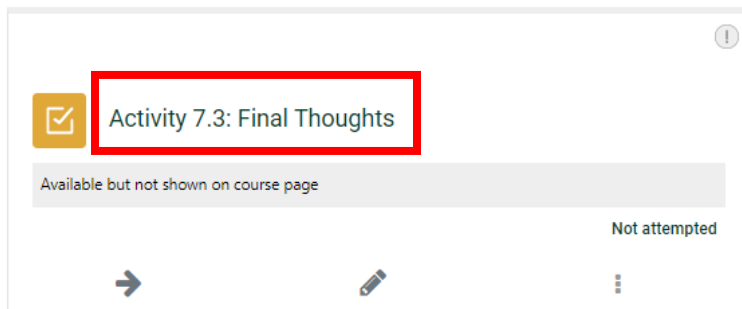 Activity 7.3: Final Thoughts
Available but not shown on course page
Not attempted